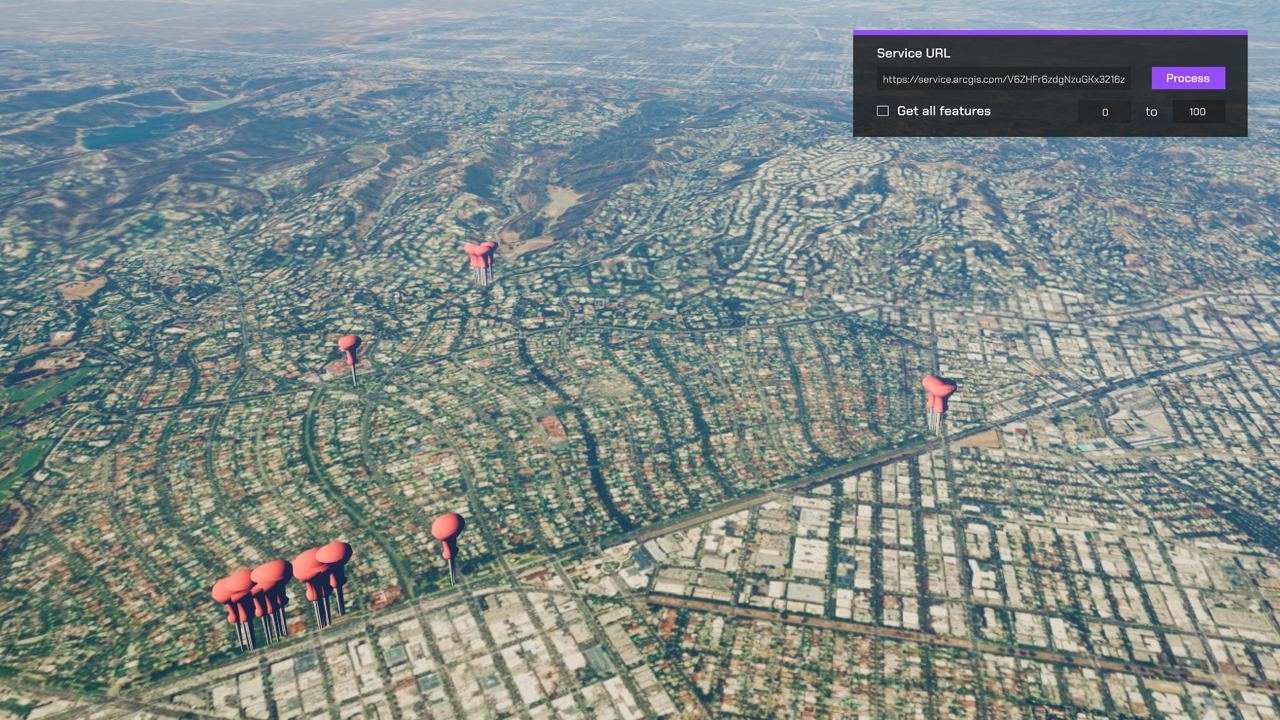 Service URL
https://service.arcgis.com/V6ZHFr6zdgNzuGKx3216z
Process
Get all features
0
to
100